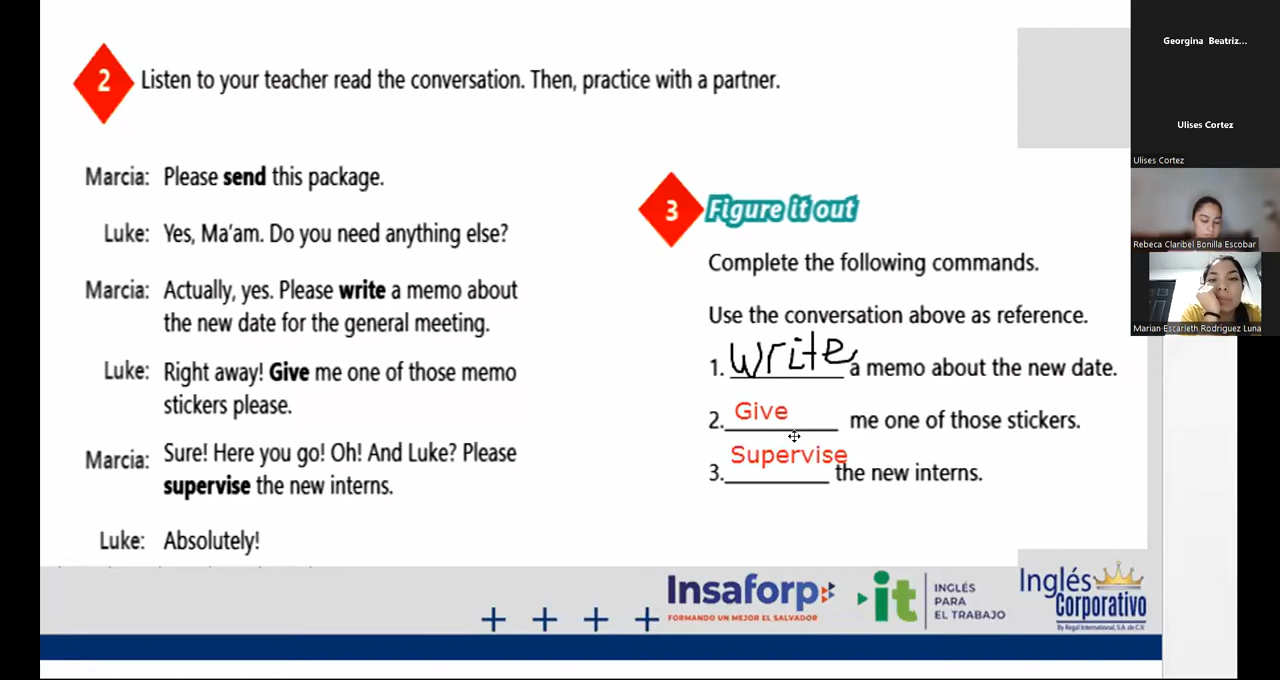 2 Listen to your teacher read the conversation. Then, practice with a partner.
Marcia: Please send this package.
Luke: Yes, Ma'am. Do you need anything else?
Marcia: Actually, yes. Please write a memo about
the new date for the general meeting.
Luke: Right away! Give me one of those memo
stickers please.
Marcia: Sure! Here you go! Oh! And Luke? Please
supervise the new interns.
Luke: Absolutely!
3 Figure it out
Complete the following commands.
Use the conversation above as reference.
1. write a memo about the new date.
2. Give me one of those stickers.
3. Supervise the new interns.
Insaforp
FORMANDO UN MEJOR EL SALVADOR
it
INGLÉS
PARA
EL TRABAJO
Inglés
Corporativo
By Regal International, S.A. de C.V.
Georgina Beatriz...
Ulises Cortez
Ulises Cortez
Rebeca Claribel Bonilla Escobar
Marian Escarleth Rodriguez Luna